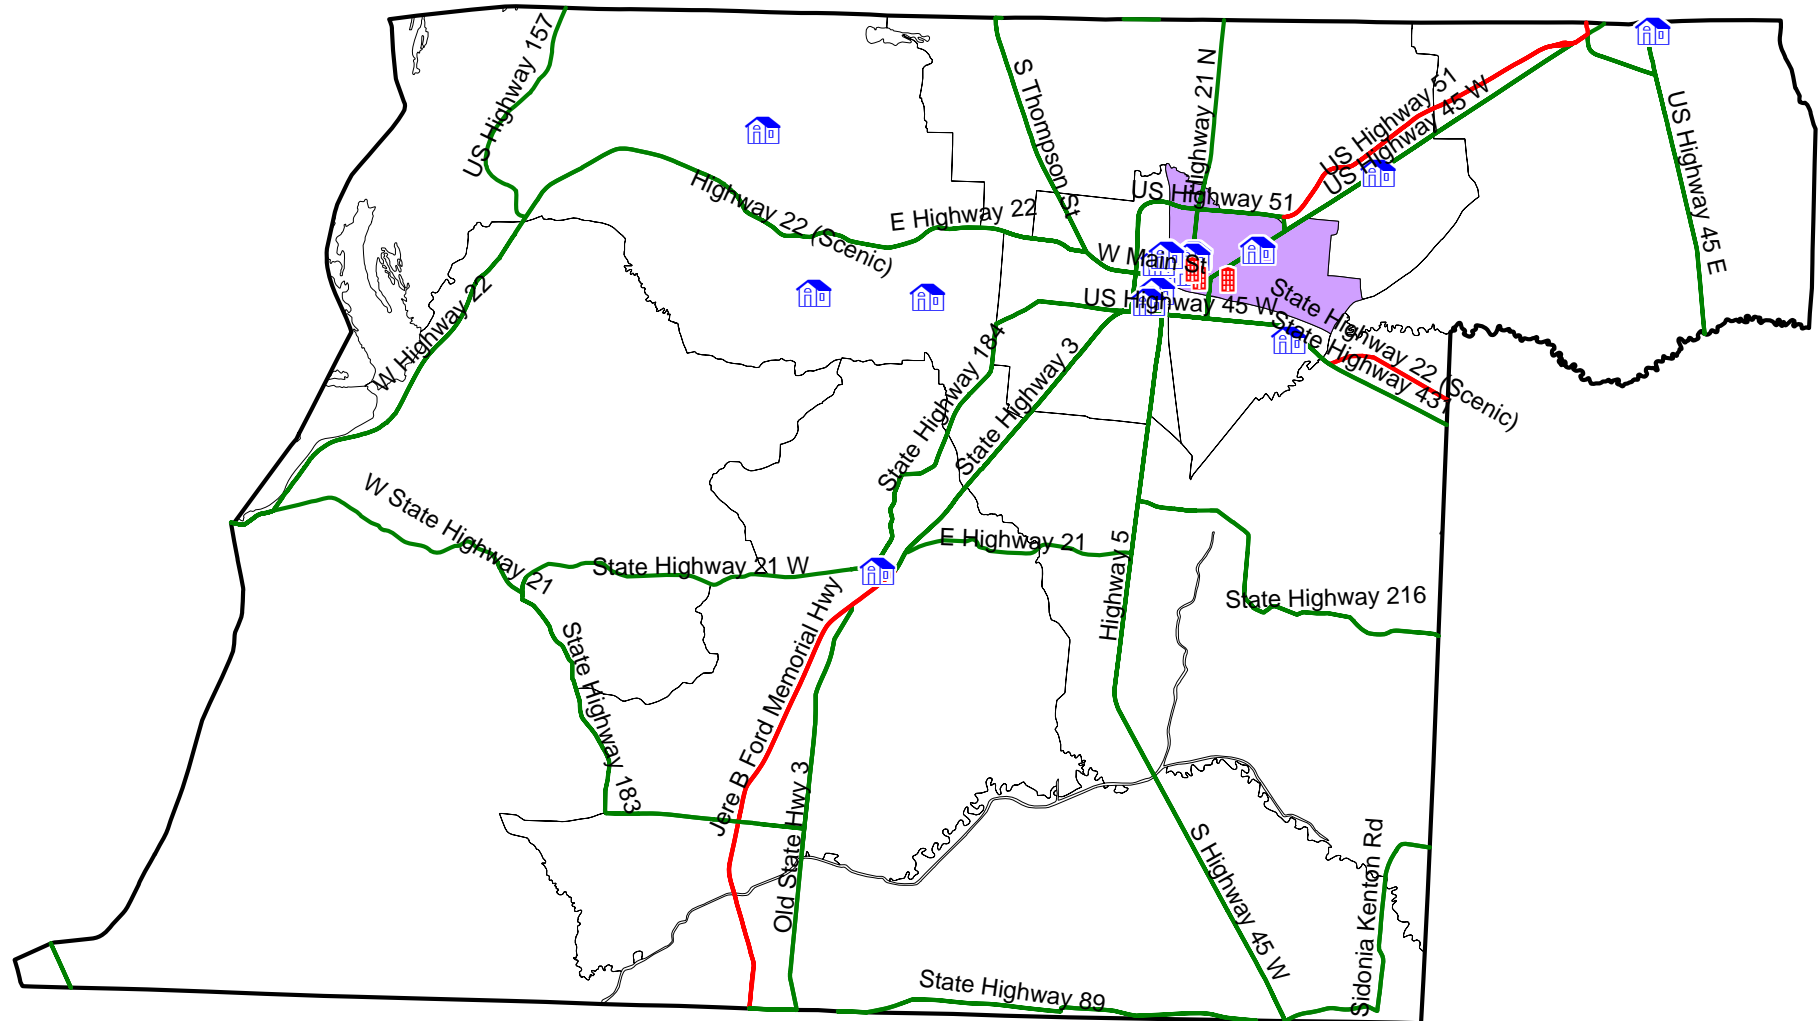 US Highway 157
S Thompson St
Highway 21 N
US Highway 51
US Highway 45 W
US Highway 45 E
Highway 22 (Scenic)
E Highway 22
US Highway 51
W Main St
US Highway 45 W
State Highway 22 (Scenic)
State Highway 431
W Highway 22
State Highway 184
State Highway 3
W State Highway 21
State Highway 21 W
E Highway 21
Highway 5
State Highway 216
State Highway 183
Jere B Ford Memorial Hwy
Old State Hwy 3
S Highway 45 W
Sidonia Kenton Rd
State Highway 89